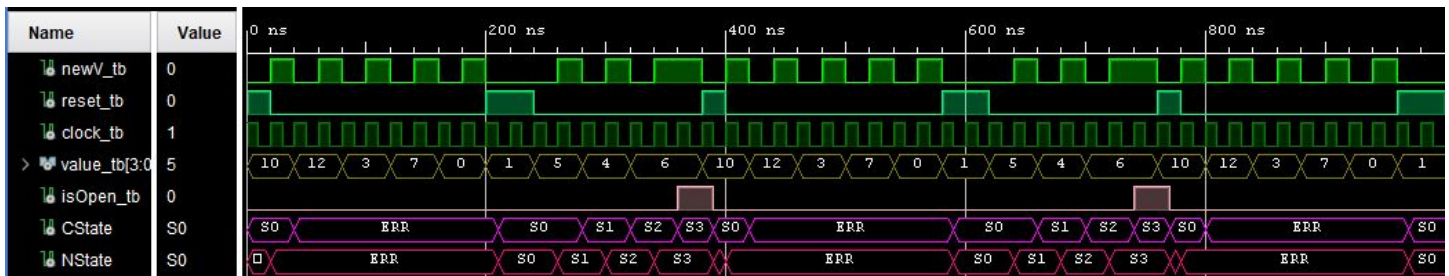 Name Value 0 ns 200 ns 400 ns 600 ns 800 ns
newV_tb 0
reset_tb 0
clock_tb 1
value_tb[3:0 5 10 12 3 7 0 1 5 4 6 10 12 3 7 0 1 5 4 6 10 12 3 7 0 1
isOpen_tb 0
CState S0 S0 ERR S0 S1 S2 S3 S0 ERR S0 S1 S2 S3 S0 ERR S0
NState S0 ERR S0 S1 S2 S3 ERR S0 S1 S2 S3 ERR S0